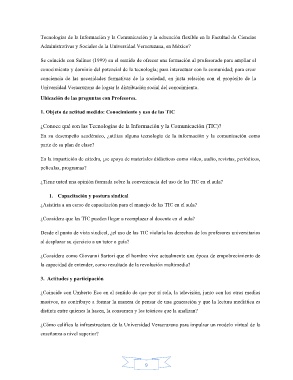 Tecnologías de la Información y la Comunicación y la educación flexible en la Facultad de Ciencias
Administrativas y Sociales de la Universidad Veracruzana, en México?
Se coincide con Salinas (1999) en el sentido de ofrecer una formación al profesorado para ampliar el
conocimiento y dominio del potencial de la tecnología; para interactuar con la comunidad; para crear
conciencia de las necesidades formativas de la sociedad, en justa relación con el propósito de la
Universidad Veracruzana de lograr la distribución social del conocimiento.
Ubicación de las preguntas con Profesores.
1. Objeto de actitud medido: Conocimiento y uso de las TIC
¿Conoce qué son las Tecnologías de la Información y la Comunicación (TIC)?
En su desempeño académico, ¿utiliza alguna tecnología de la información y la comunicación como
parte de su plan de clase?
En la impartición de cátedra, ¿se apoya de materiales didácticos como video, audio, revistas, periódicos,
películas, programas?
¿Tiene usted una opinión formada sobre la conveniencia del uso de las TIC en el aula?
1. Capacitación y postura sindical
¿Asistiría a un curso de capacitación para el manejo de las TIC en el aula?
¿Considera que las TIC pueden llegar a reemplazar al docente en el aula?
Desde el punto de vista sindical, ¿el uso de las TIC violaría los derechos de los profesores universitarios
al desplazar su ejercicio a un tutor o guía?
¿Considera como Giovanni Sartori que el hombre vive actualmente una época de empobrecimiento de
la capacidad de entender, como resultado de la revolución multimedia?
3. Actitudes y participación
¿Coincide con Umberto Eco en el sentido de que por sí sola, la televisión, junto con los otros medios
masivos, no contribuye a formar la manera de pensar de una generación y que la lectura mediática es
distinta entre quienes la hacen, la consumen y los teóricos que la analizan?
¿Cómo califica la infraestructura de la Universidad Veracruzana para impulsar un modelo virtual de la
enseñanza a nivel superior?
9